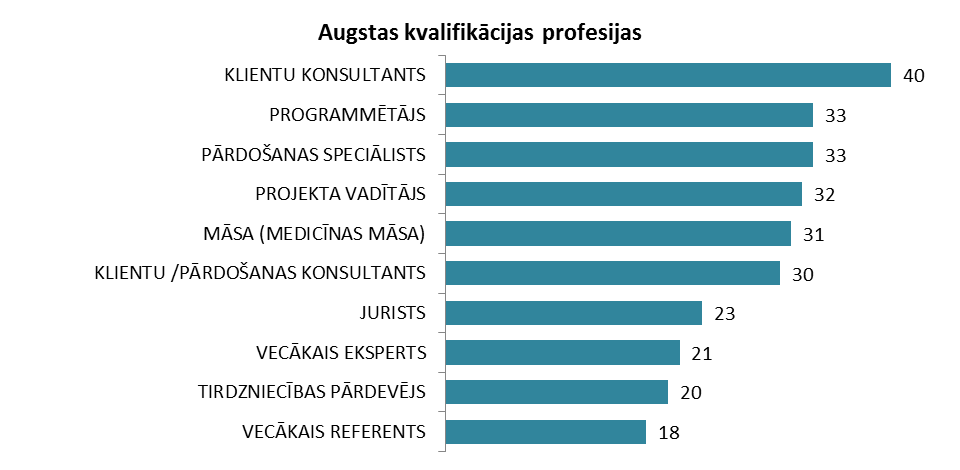 Augstas kvalifikācijas profesijas
KLIENTU KONSULTANTS 40
PROGRAMMĒTĀJS 33
PĀRDOŠANAS SPECIĀLISTS 33
PROJEKTA VADĪTĀJS 32
MĀSA (MEDICĪNAS MĀSA) 31
KLIENTU /PĀRDOŠANAS KONSULTANTS 30
JURISTS 23
VECĀKAIS EKSPERTS 21
TIRDZNIECĪBAS PĀRDEVĒJS 20
VECĀKAIS REFERENTS 18